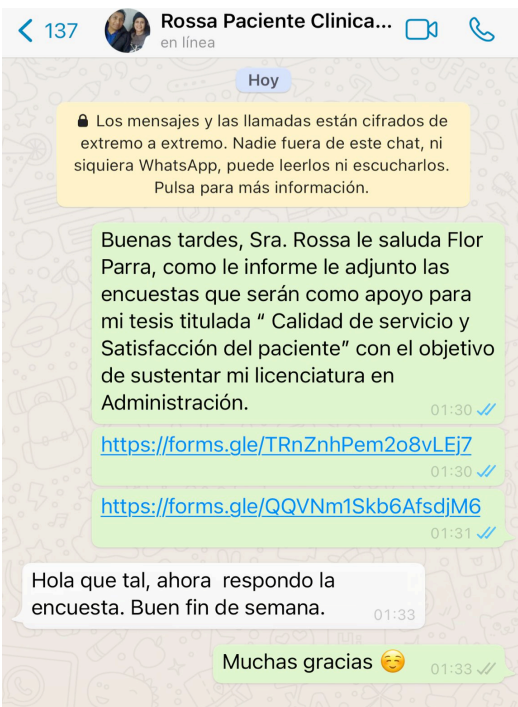 137
Rossa Paciente Clinica...
en línea
Hoy
Los mensajes y las llamadas están cifrados de
extremo a extremo. Nadie fuera de este chat, ni
siquiera WhatsApp, puede leerlos ni escucharlos.
Pulsa para más información.
Buenas tardes, Sra. Rossa le saluda Flor
Parra, como le informe le adjunto las
encuestas que serán como apoyo para
mi tesis titulada “ Calidad de servicio y
Satisfacción del paciente” con el objetivo
de sustentar mi licenciatura en
Administración.
01:30
https://forms.gle/TRnZnhPem2o8vLEj7
01:30
https://forms.gle/QQVNm1Skb6AfsdjM6
01:31
Hola que tal, ahora  respondo la
encuesta. Buen fin de semana.
01:33
Muchas gracias ☺️
01:33